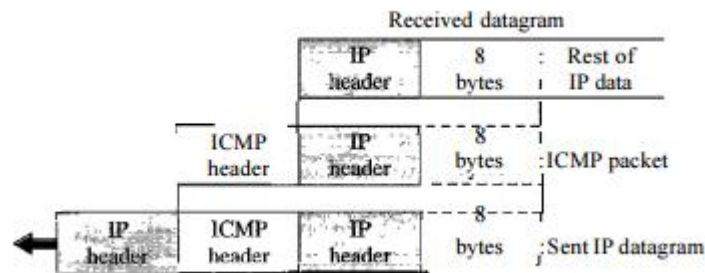 Received datagram
IP header 8 bytes Rest of IP data
ICMP header IP header 8 bytes ICMP packet
IP header ICMP header IP header 8 bytes Sent IP datagram